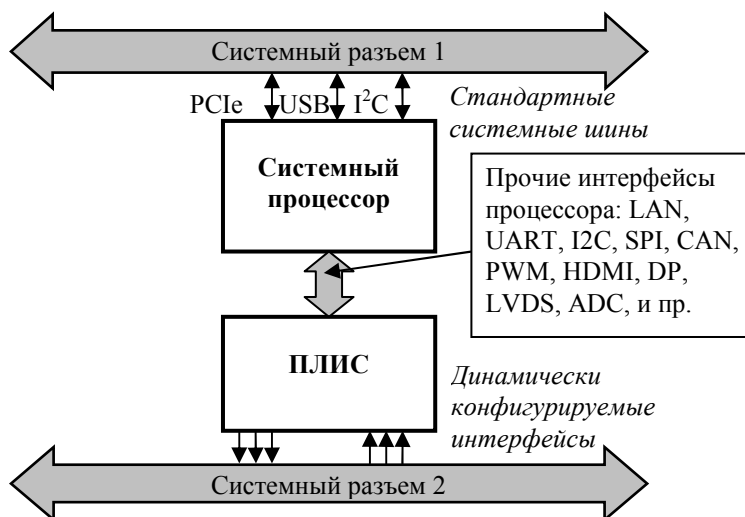 Системный разъем 1
PCIe USB I²C
Стандартные
системные шины
Системный
процессор
Прочие интерфейсы
процессора: LAN,
UART, I2C, SPI, CAN,
PWM, HDMI, DP,
LVDS, ADC, и пр.
ПЛИС
Динамически
конфигурируемые
интерфейсы
Системный разъем 2